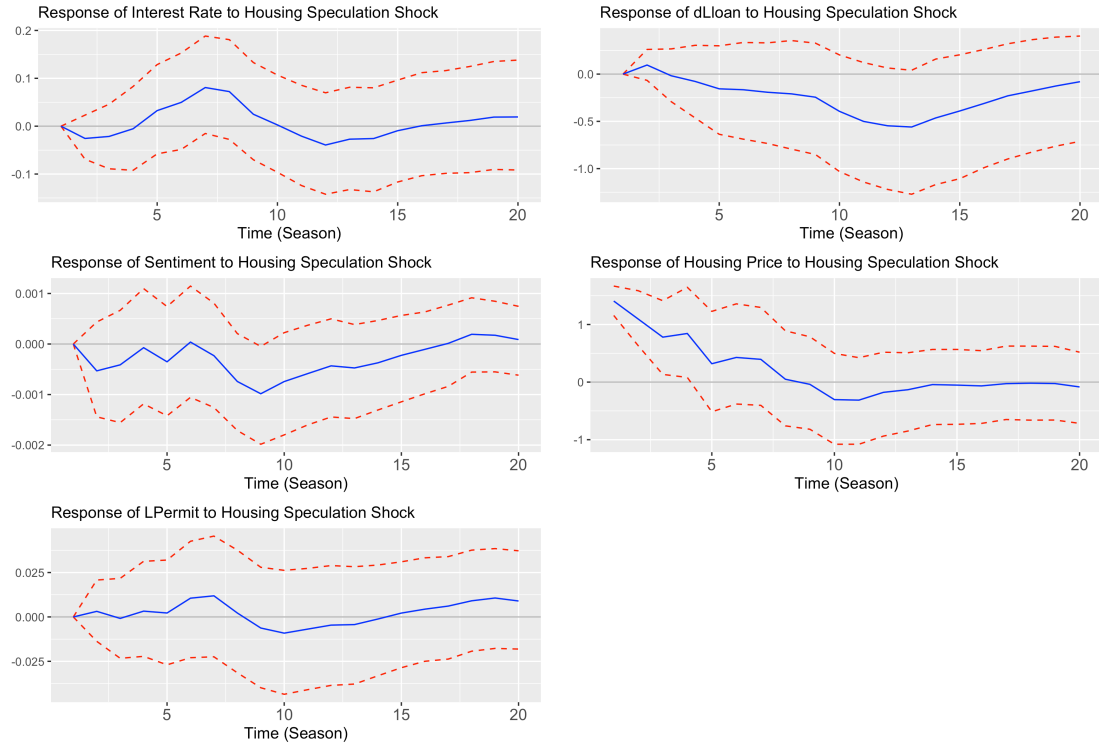 Response of Interest Rate to Housing Speculation Shock
0.2
0.1
0.0
-0.1
5 10 15 20
Time (Season)
Response of dLloan to Housing Speculation Shock
0.0
-0.5
-1.0
5 10 15 20
Time (Season)
Response of Sentiment to Housing Speculation Shock
0.001
0.000
-0.001
-0.002
5 10 15 20
Time (Season)
Response of Housing Price to Housing Speculation Shock
1
0
-1
5 10 15 20
Time (Season)
Response of LPermit to Housing Speculation Shock
0.025
0.000
-0.025
5 10 15 20
Time (Season)